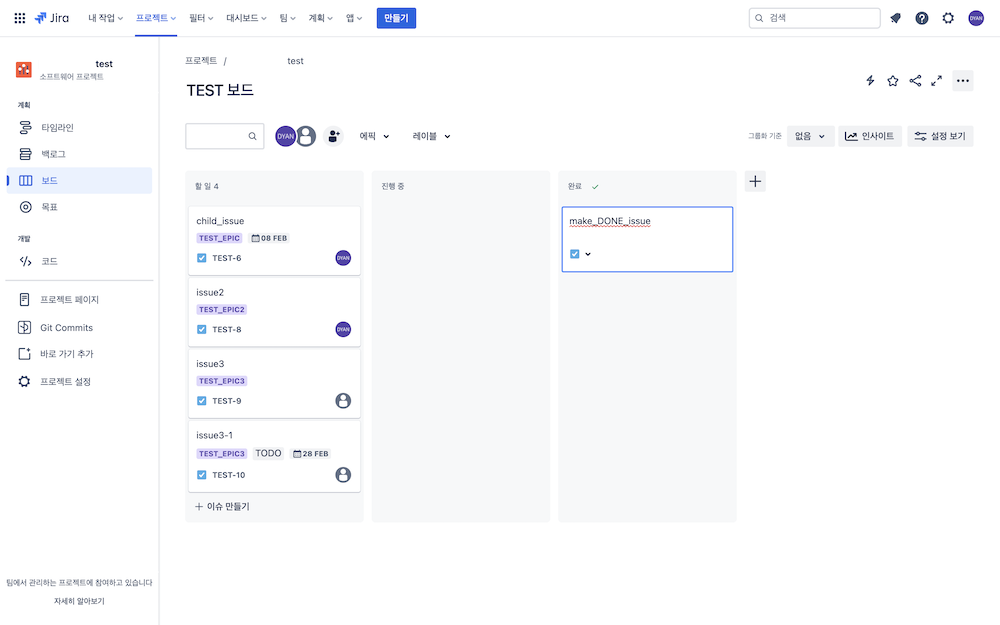 Jira 내 작업 프로젝트 필터 대시보드 팀 계획 앱 만들기 검색 DYAN
test
소프트웨어 프로젝트
계획
타임라인
백로그
보드
목표
개발
코드
프로젝트 페이지
Git Commits
바로 가기 추가
프로젝트 설정
팀에서 관리하는 프로젝트에 참여하고 있습니다
자세히 알아보기
프로젝트 / test
TEST 보드
DYAN 에픽 레이블 그룹화 기준 없음 인사이트 설정 보기
할 일 4
child_issue
TEST_EPIC 08 FEB
TEST-6 DYAN
issue2
TEST_EPIC2
TEST-8 DYAN
issue3
TEST_EPIC3
TEST-9
issue3-1
TEST_EPIC3 TODO 28 FEB
TEST-10
이슈 만들기
진행 중
완료
make_DONE_issue